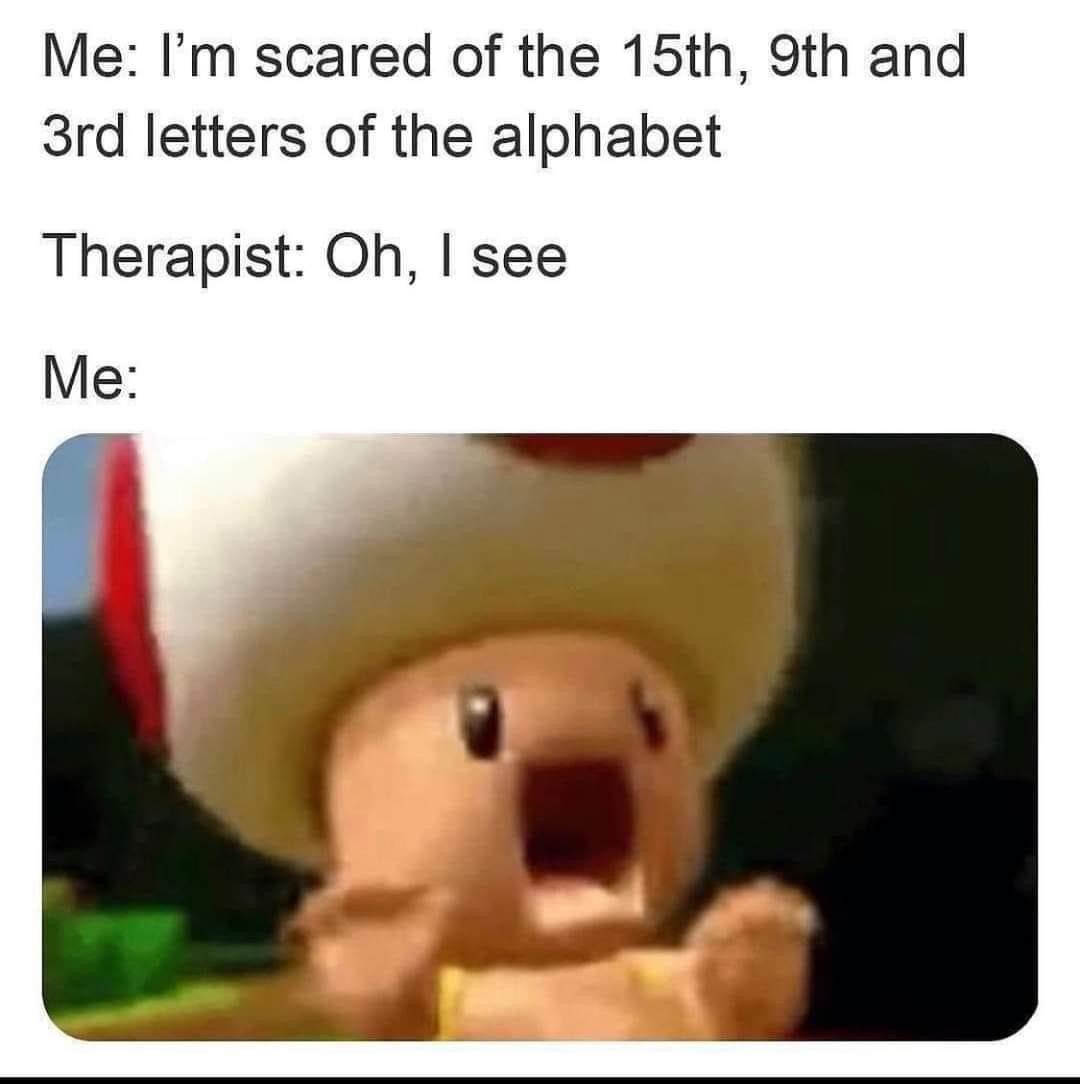 Me: I’m scared of the 15th, 9th and
3rd letters of the alphabet
Therapist: Oh, I see
Me: